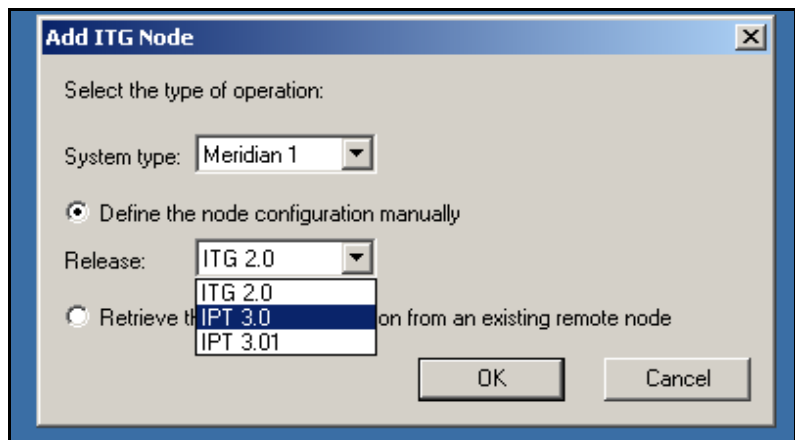 Add ITG Node
Select the type of operation:
System type: Meridian 1
Define the node configuration manually
Release: ITG 2.0
ITG 2.0
Retrieve IPT 3.0 on from an existing remote node
IPT 3.01
OK Cancel